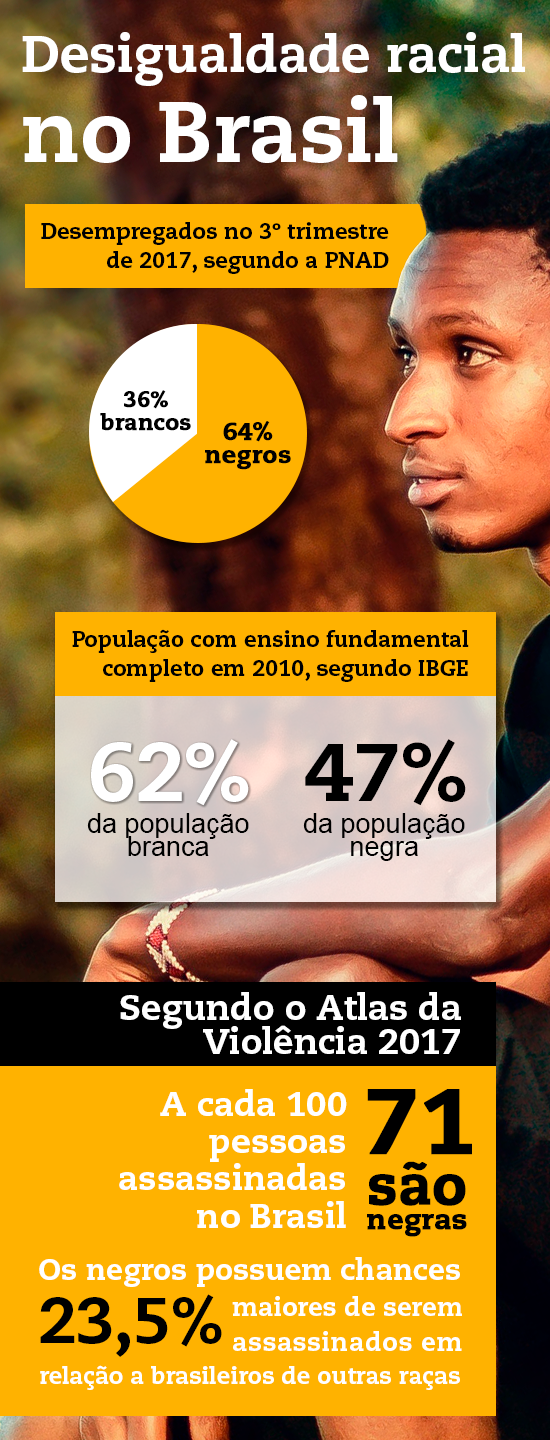 Desigualdade racial
no Brasil
Desempregados no 3º trimestre
de 2017, segundo a PNAD
36%
brancos
64%
negros
População com ensino fundamental
completo em 2010, segundo IBGE
62%
da população
branca
47%
da população
negra
Segundo o Atlas da
Violência 2017
A cada 100
pessoas
assassinadas
no Brasil
71
são
negras
Os negros possuem chances
23,5% maiores de serem
assassinados em
relação a brasileiros de outras raças